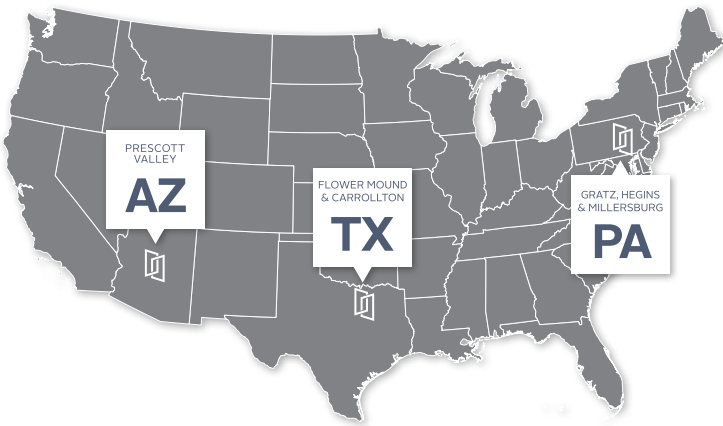 PRESCOTT
VALLEY
AZ
FLOWER MOUND
& CARROLLTON
TX
GRATZ, HEGINS
& MILLERSBURG
PA